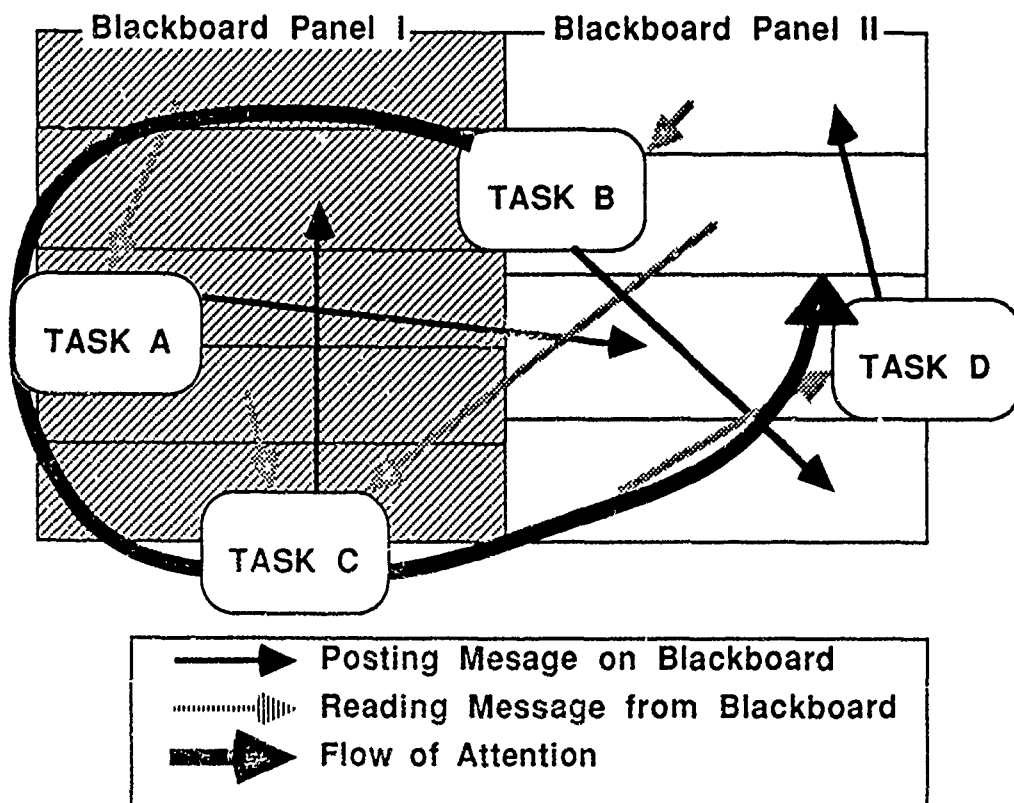 Blackboard Panel I
Blackboard Panel II
TASK B
TASK A
TASK D
TASK C
Posting Mesage on Blackboard
Reading Message from Blackboard
Flow of Attention